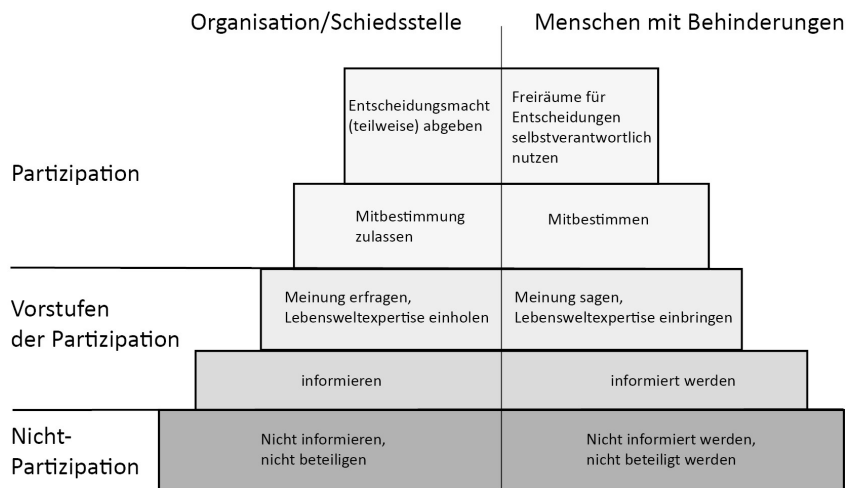 Organisation/Schiedsstelle
Menschen mit Behinderungen
Partizipation
Entscheidungsmacht
(teilweise) abgeben
Freiräume für
Entscheidungen
selbstverantwortlich
nutzen
Mitbestimmung
zulassen
Mitbestimmen
Vorstufen
der Partizipation
Meinung erfragen,
Lebensweltexpertise einholen
Meinung sagen,
Lebensweltexpertise einbringen
informieren
informiert werden
Nicht-
Partizipation
Nicht informieren,
nicht beteiligen
Nicht informiert werden,
nicht beteiligt werden